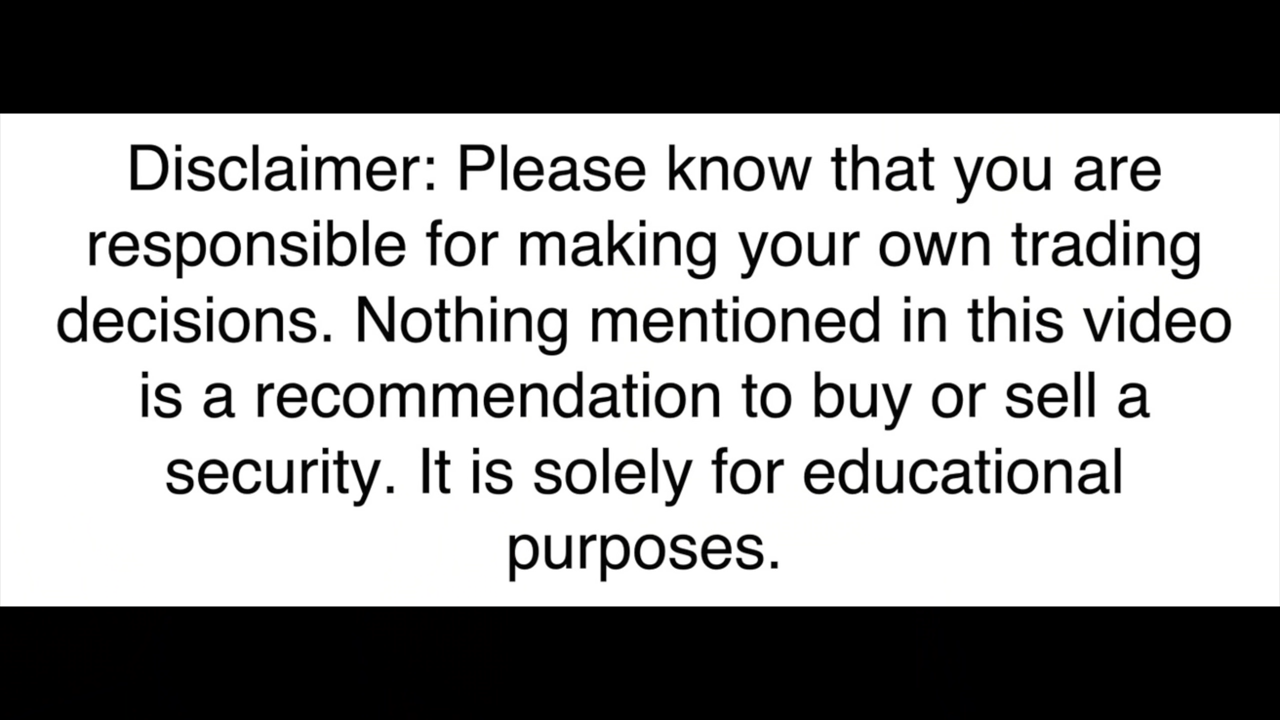 Disclaimer: Please know that you are
responsible for making your own trading
decisions. Nothing mentioned in this video
is a recommendation to buy or sell a
security. It is solely for educational
purposes.